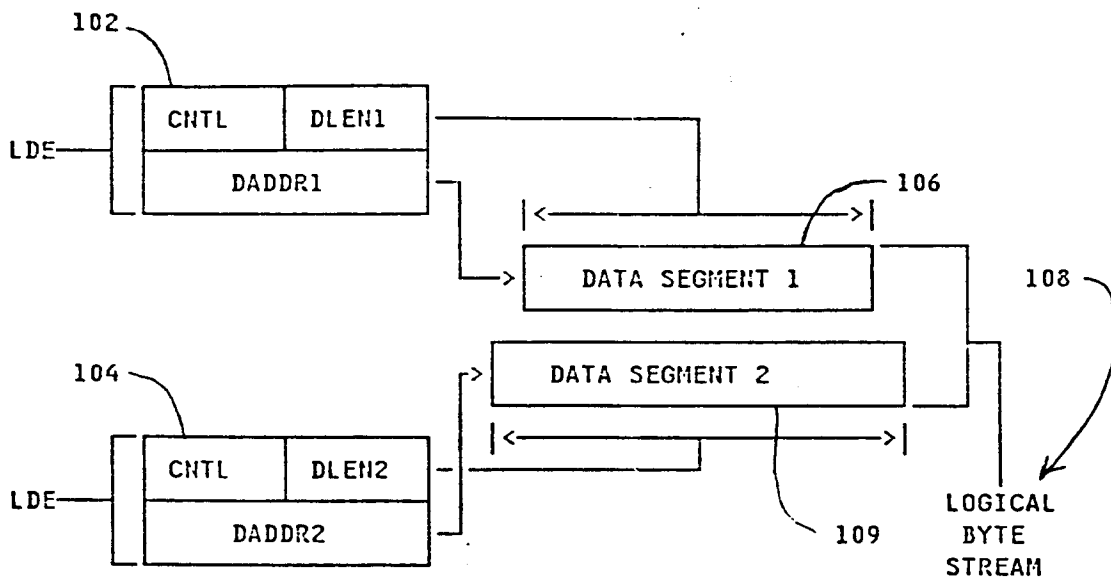 102
CNTL DLEN1
LDE
DADDR1
106
DATA SEGMENT 1
108
DATA SEGMENT 2
104
CNTL DLEN2
LDE
DADDR2
109
LOGICAL
BYTE
STREAM